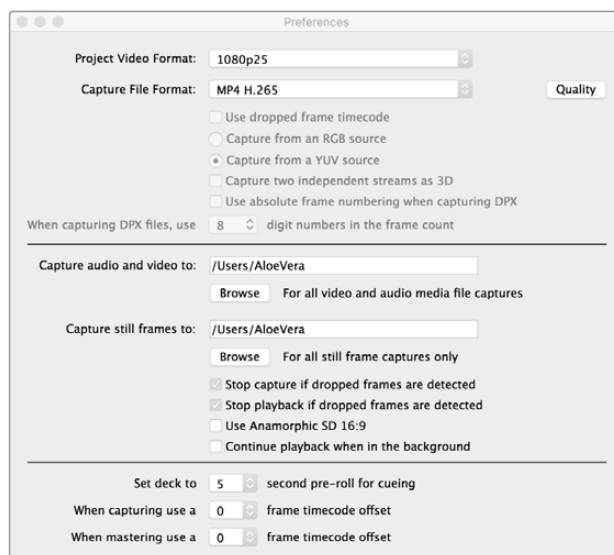 Preferences
Project Video Format: 1080p25
Capture File Format: MP4 H.265 Quality
Use dropped frame timecode
Capture from an RGB source
Capture from a YUV source
Capture two independent streams as 3D
Use absolute frame numbering when capturing DPX
When capturing DPX files, use 8 digit numbers in the frame count
Capture audio and video to: /Users/AloeVera
Browse For all video and audio media file captures
Capture still frames to: /Users/AloeVera
Browse For all still frame captures only
Stop capture if dropped frames are detected
Stop playback if dropped frames are detected
Use Anamorphic SD 16:9
Continue playback when in the background
Set deck to 5 second pre-roll for cueing
When capturing use a 0 frame timecode offset
When mastering use a 0 frame timecode offset